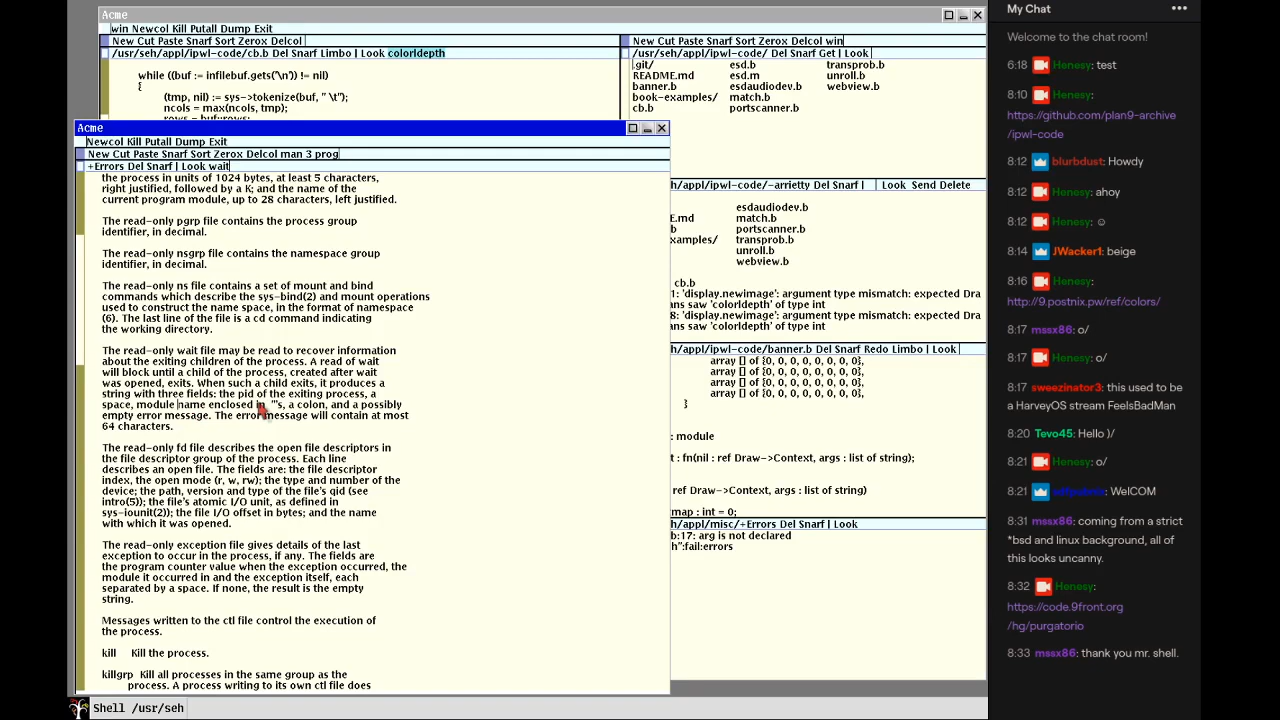 Acme
win Newcol Kill Putall Dump Exit
New Cut Paste Snarf Sort Zerox Delcol
/usr/seh/appl/ipwl-code/cb.b Del Snarf Limbo | Look colorldepth
while ((buf := infilebuf.gets('\n')) != nil)
{
(tmp, nil) := sys->tokenize(buf, " \t");
ncols = max(ncols, tmp);
rows = buf::rows;
New Cut Paste Snarf Sort Zerox Delcol win
/usr/seh/appl/ipwl-code/ Del Snarf Get | Look
.git/ esd.b transprob.b
README.md esd.m unroll.b
banner.b esdaudiodev.b webview.b
book-examples/ match.b
cb.b portscanner.b
Acme
Newcol Kill Putall Dump Exit
New Cut Paste Snarf Sort Zerox Delcol man 3 prog
+Errors Del Snarf | Look wait
the process in units of 1024 bytes, at least 5 characters,
right justified, followed by a K; and the name of the
current program module, up to 28 characters, left justified.
The read-only pgrp file contains the process group
identifier, in decimal.
The read-only nsgrp file contains the namespace group
identifier, in decimal.
The read-only ns file contains a set of mount and bind
commands which describe the sys-bind(2) and mount operations
used to construct the name space, in the format of namespace
(6). The last line of the file is a cd command indicating
the working directory.
The read-only wait file may be read to recover information
about the exiting children of the process. A read of wait
will block until a child of the process, created after wait
was opened, exits. When such a child exits, it produces a
string with three fields: the pid of the exiting process, a
space, module name enclosed in '"'s, a colon, and a possibly
empty error message. The error message will contain at most
64 characters.
The read-only fd file describes the open file descriptors in
the file descriptor group of the process. Each line
describes an open file. The fields are: the file descriptor
index, the open mode (r, w, rw); the type and number of the
device; the path, version and type of the file's qid (see
intro(5)); the file's atomic I/O unit, as defined in
sys-iounit(2)); the file I/O offset in bytes; and the name
with which it was opened.
The read-only exception file gives details of the last
exception to occur in the process, if any. The fields are
the program counter value when the exception occurred, the
module it occurred in and the exception itself, each
separated by a space. If none, the result is the empty
string.
Messages written to the ctl file control the execution of
the process.
kill Kill the process.
killgrp Kill all processes in the same group as the
process. A process writing to its own ctl file does
h/appl/ipwl-code/-arrietty Del Snarf | | Look Send Delete
esdaudiodev.b
E.md match.b
b portscanner.b
xamples/ transprob.b
unroll.b
webview.b
cb.b
1: 'display.newimage': argument type mismatch: expected Dra
ans saw 'colorldepth' of type int
8: 'display.newimage': argument type mismatch: expected Dra
ans saw 'colorldepth' of type int
h/appl/ipwl-code/banner.b Del Snarf Redo Limbo | Look
array [] of {0, 0, 0, 0, 0, 0, 0, 0},
array [] of {0, 0, 0, 0, 0, 0, 0, 0},
array [] of {0, 0, 0, 0, 0, 0, 0, 0},
array [] of {0, 0, 0, 0, 0, 0, 0, 0},
}
: module
t : fn(nil : ref Draw->Context, args : list of string);
ref Draw->Context, args : list of string)
map : int = 0;
h/appl/misc/+Errors Del Snarf | Look
b:17: arg is not declared
h":fail:errors
Shell /usr/seh
My Chat
Welcome to the chat room!
6:18 Henesy: test
8:10 Henesy:
https://github.com/plan9-archive
/ipwl-code
8:12 blurbdust: Howdy
8:12 Henesy: ahoy
8:12 Henesy: ☺
8:14 JWacker1: beige
8:16 Henesy:
http://9.postnix.pw/ref/colors/
8:17 mssx86: o/
8:17 Henesy: o/
8:17 sweezinator3: this used to
be a HarveyOS stream FeelsBadMan
8:20 Tevo45: Hello )/
8:21 Henesy: o/
8:21 : WelCOM
8:31 mssx86: coming from a strict
*bsd and linux background, all of
this looks uncanny.
8:32 Henesy:
https://code.9front.org
/hg/purgatorio
8:33 mssx86: thank you mr. shell.